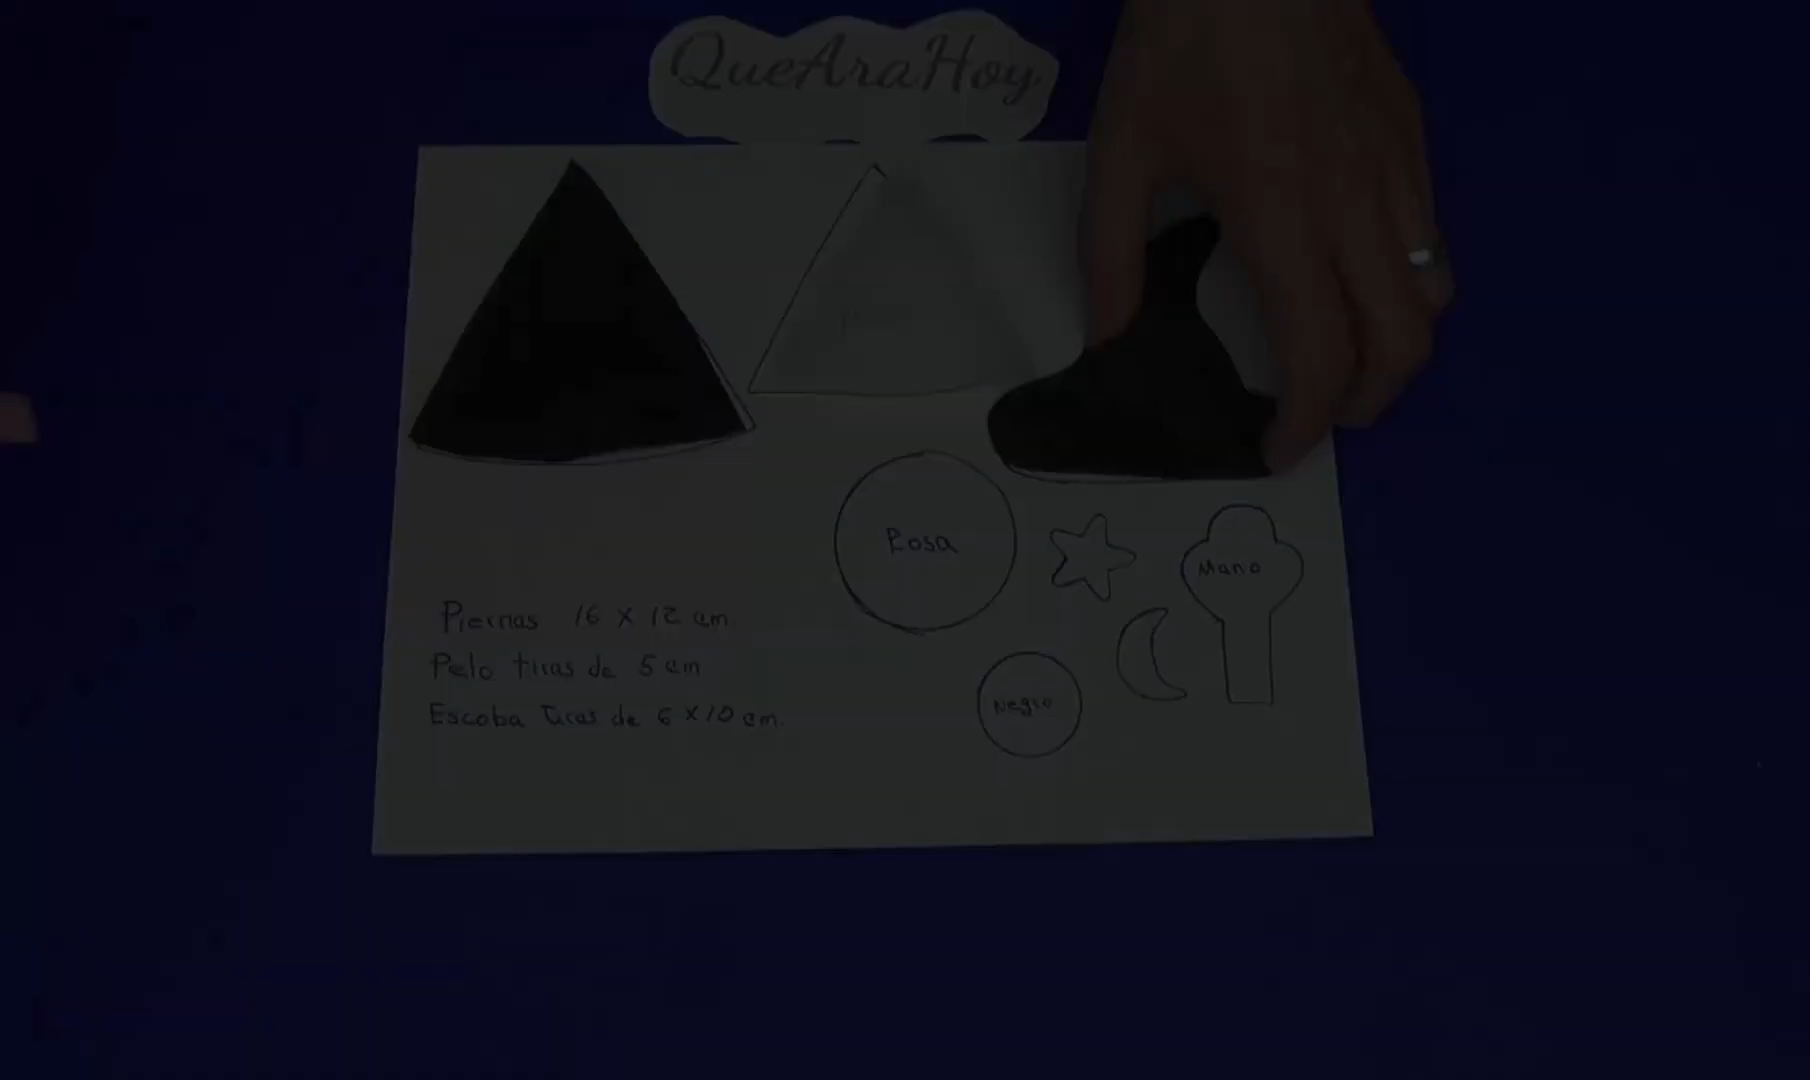 QueAraHoy
Rosa
Mano
Piernas 16 x 12 cm
Pelo tiras de 5 cm
Negro
Escoba Tiras de 6 x 10 cm.